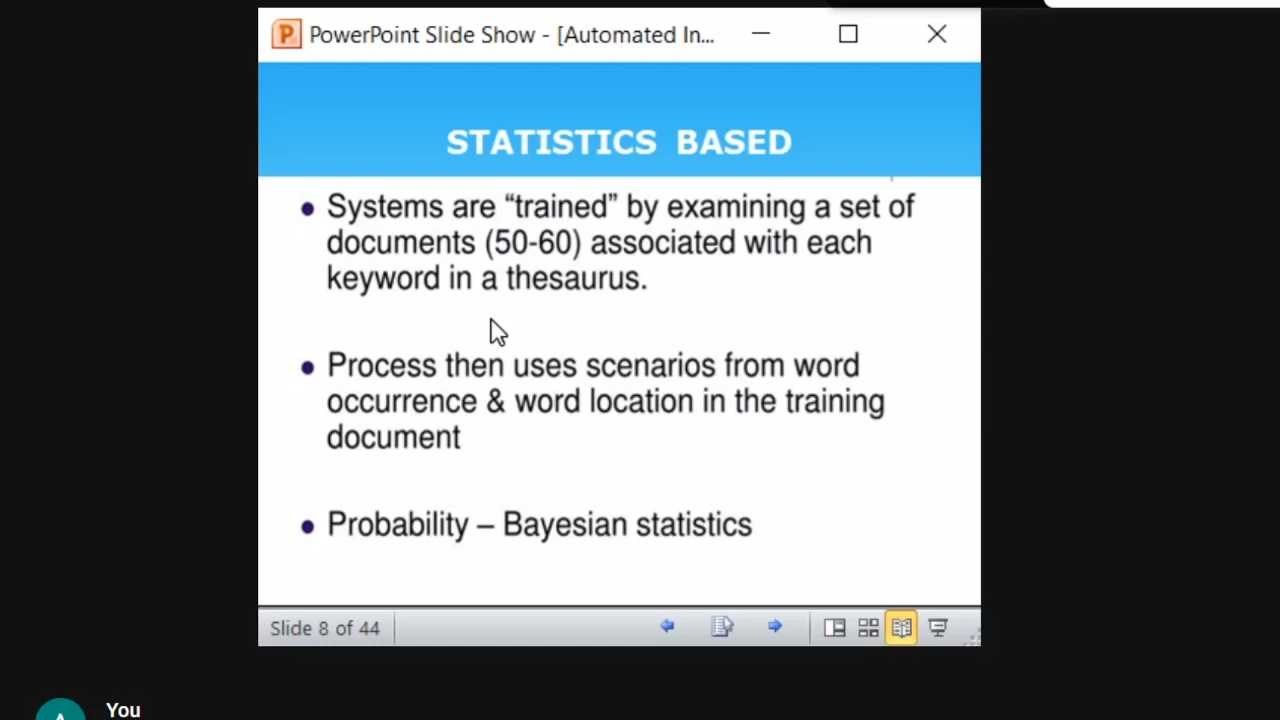 PowerPoint Slide Show - [Automated In...
STATISTICS BASED
• Systems are “trained” by examining a set of
documents (50-60) associated with each
keyword in a thesaurus.
• Process then uses scenarios from word
occurrence & word location in the training
document
• Probability – Bayesian statistics
Slide 8 of 44
You